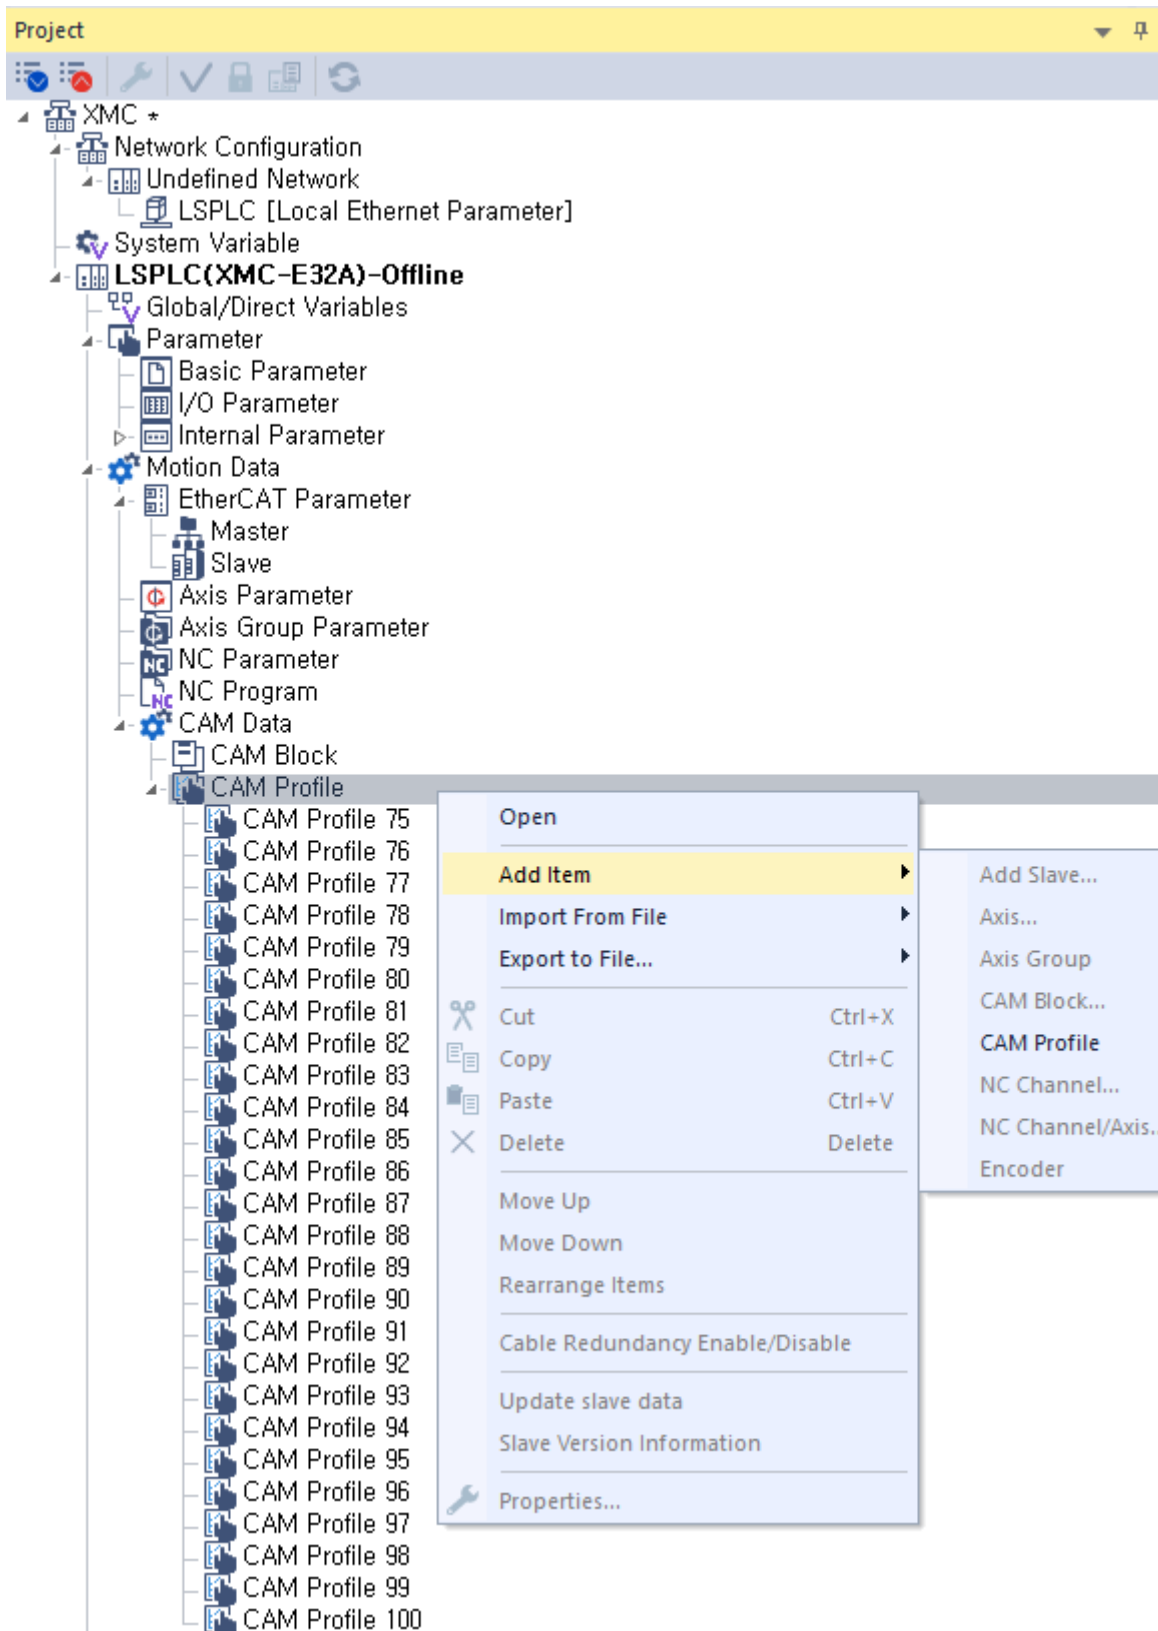 Project
XMC *
Network Configuration
Undefined Network
LSPLC [Local Ethernet Parameter]
System Variable
LSPLC(XMC-E32A)-Offline
Global/Direct Variables
Parameter
Basic Parameter
I/O Parameter
Internal Parameter
Motion Data
EtherCAT Parameter
Master
Slave
Axis Parameter
Axis Group Parameter
NC Parameter
NC Program
CAM Data
CAM Block
CAM Profile
CAM Profile 75
CAM Profile 76
CAM Profile 77
CAM Profile 78
CAM Profile 79
CAM Profile 80
CAM Profile 81
CAM Profile 82
CAM Profile 83
CAM Profile 84
CAM Profile 85
CAM Profile 86
CAM Profile 87
CAM Profile 88
CAM Profile 89
CAM Profile 90
CAM Profile 91
CAM Profile 92
CAM Profile 93
CAM Profile 94
CAM Profile 95
CAM Profile 96
CAM Profile 97
CAM Profile 98
CAM Profile 99
CAM Profile 100
Open
Add Item
Import From File
Export to File...
Cut Ctrl+X
Copy Ctrl+C
Paste Ctrl+V
Delete Delete
Move Up
Move Down
Rearrange Items
Cable Redundancy Enable/Disable
Update slave data
Slave Version Information
Properties...
Add Slave...
Axis...
Axis Group
CAM Block...
CAM Profile
NC Channel...
NC Channel/Axis..
Encoder